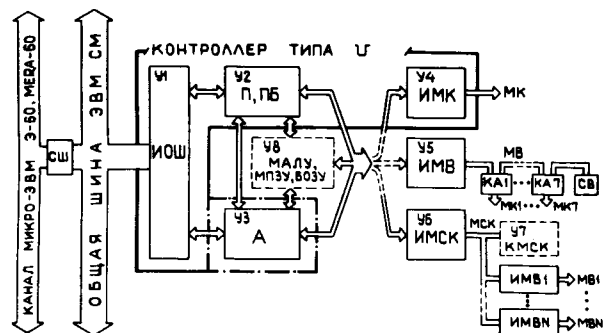 КАНАЛ МИКРО-ЭВМ Э-60, МЕRА-60
СШ
ОБЩАЯ ШИНА ЭВМ СМ
КОНТРОЛЛЕР ТИПА U
У1
ИОШ
У2
П, ПБ
У8
МАЛУ,
МПЗУ, ВОЗУ
У3
А
У4
ИМК
МК
У5
ИМВ
МВ
КА1 ... КА7
СВ
МК1 ... МК7
У6
ИМСК
МСК
У7
КМСК
ИМВ1
МВ1
ИМВN
МВN